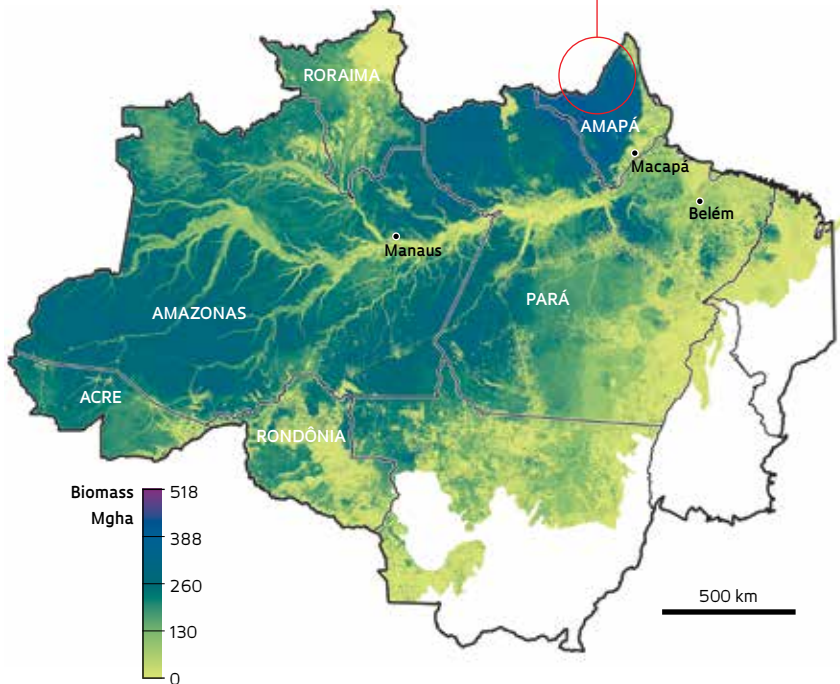 RORAIMA
AMAPÁ
Macapá
Belém
Manaus
AMAZONAS
PARÁ
ACRE
RONDÔNIA
Biomass
Mgha
518
388
260
130
0
500 km